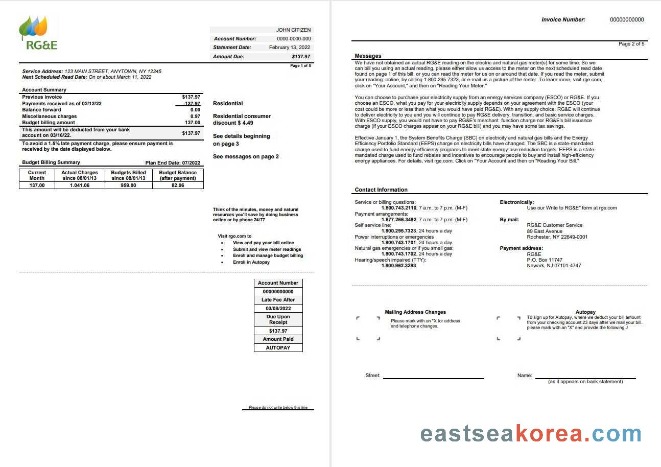 RG&E
JOHN CITIZEN
Account Number: 0000-0000-000
Statement Date: February 13, 2022
Amount Due: $137.97
Page 1 of 5
Service Address: 123 MAIN STREET, ANYTOWN, NY 12345
Next Scheduled Read Date: On or about March 11, 2022
Account Summary
Previous invoice $137.97
Payments received as of 02/12/22 -137.97
Balance forward 0.00
Miscellaneous charges 0.97
Budget billing amount 137.00
This amount will be deducted from your bank account on 03/10/22. $137.97
To avoid a 1.5% late payment charge, please ensure payment is
received by the date displayed below.
Residential
Residential consumer
discount $ 4.49
See details beginning
on page 3
See messages on page 2
Budget Billing Summary Plan End Date: 07/2022
Current Month Actual Charges since 08/01/13 Budgets Billed since 08/01/13 Budget Balance (after payment)
137.00 1,041.06 959.00 82.06
Think of the minutes, money and natural
resources you'll save by doing business
online or by phone 24/7!
Visit rgo.com to
• View and pay your bill online
• Submit and view meter readings
• Enroll and manage budget billing
• Enroll in Autopay
Account Number
00000000000
Late Fee After
03/09/2022
Due Upon
Receipt
$137.97
Amount Paid
AUTOPAY
Please do not write below this line
Invoice Number: 00000000000
Page 2 of 5
Messages
We have not obtained an actual RG&E reading on the electric and/or natural gas meter(s) for some time. So we
can bill you using an actual reading, please either allow us access to the meter on the next scheduled read date
found on page 1 of this bill, or you can read the meter for us on or around that date. If you read the meter, submit
your reading online, by calling 1.800.295.7323, or email us a picture of the meter. To learn more, visit rge.com,
click on "Your Account," and then on "Reading Your Meter."
You can choose to purchase your electricity supply from an energy services company (ESCO) or RG&E. If you
choose an ESCO, what you pay for your electricity supply depends on your agreement with the ESCO (your
cost could be more or less than what you would have paid RG&E). With any supply choice, RG&E will continue
to deliver electricity to you and you will continue to pay RG&E delivery, transition, and basic service charges.
With ESCO supply, you would not have to pay RG&E's merchant function charge nor RG&E's bill issuance
charge (if your ESCO charges appear on your RG&E bill) and you may have some tax savings.
Effective January 1, the System Benefits Charge (SBC) on electricity and natural gas bills and the Energy
Efficiency Portfolio Standard (EEPS) charge on electricity bills have changed. The SBC is a state-mandated
charge used to fund energy efficiency programs to meet state energy use reduction targets. EEPS is a state-
mandated charge used to fund rebates and incentives to encourage people to buy and install high-efficiency
energy appliances. For details, visit rge.com. Click on "Your Account" and then on "Reading Your Bill."
Contact Information
Service or billing questions:
1.800.743.2110, 7 a.m. to 7 p.m. (M-F)
Payment arrangements:
1.877.266.3492, 7 a.m. to 7 p.m. (M-F)
Self service line:
1.800.295.7323, 24 hours a day
Power interruptions or emergencies
1.800.743.1701, 24 hours a day
Natural gas emergencies or if you smell gas:
1.800.743.1702, 24 hours a day
Hearing/speech impaired (TTY):
Electronically:
Use our Write to RG&E" form at rge.com
By mail:
RG&E Customer Service
Rochester, NY
Payment address:
RG&E
P.O. Box 11747
Newark, NJ 07101-4747
Mailing Address Changes
Please mark with an "X" for address
and telephone changes.
Autopay
To sign up for Autopay, where we deduct your bill amount
from your checking account 23 days after we mail your bill,
please mark with an "X" and provide the following
Street: Name:
(as it appears on bank statement)
eastseakorea.com